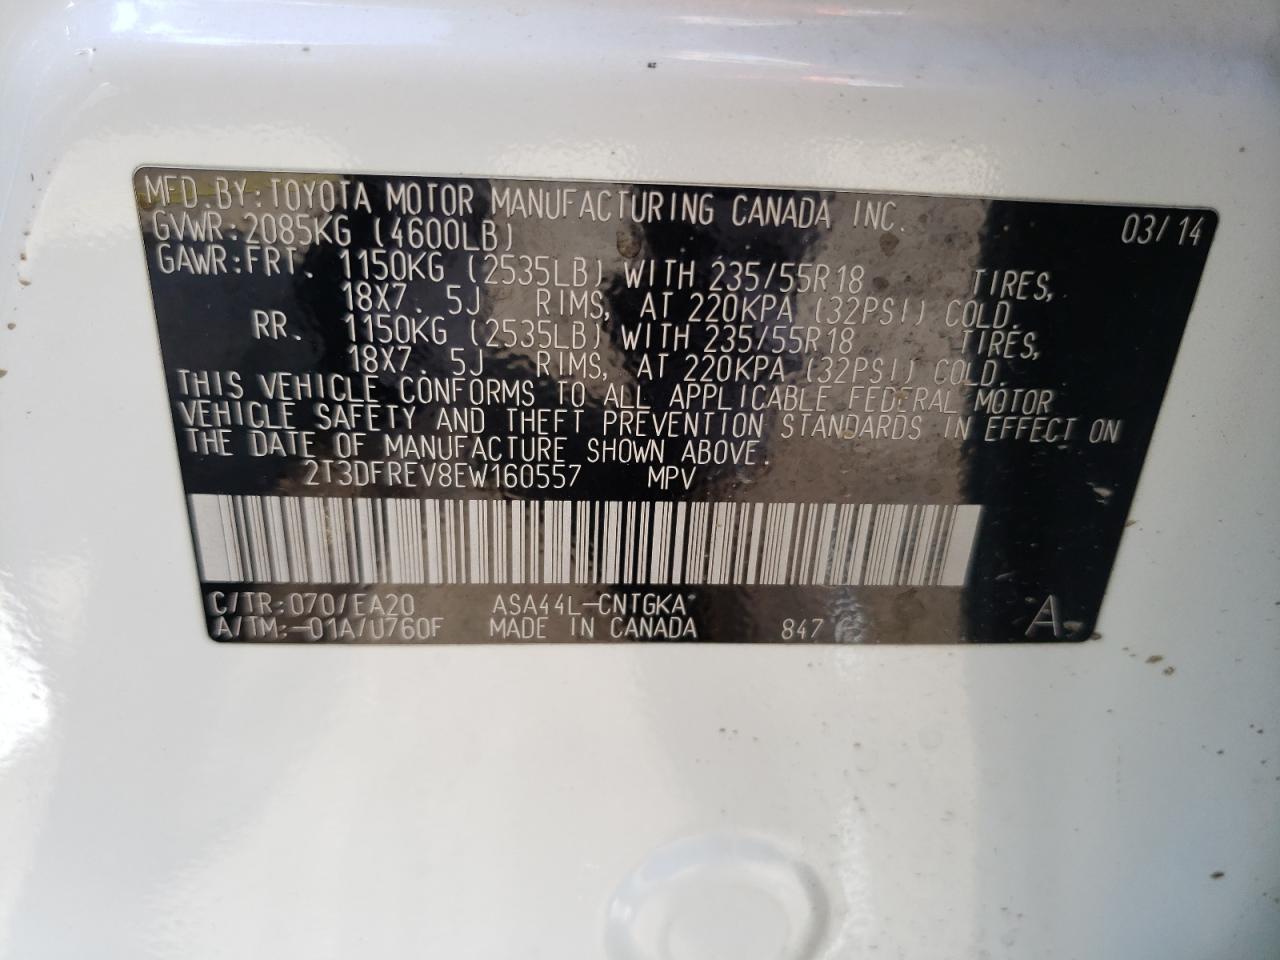 MFD.BY:TOYOTA MOTOR MANUFACTURING CANADA INC. 03/14
GVWR:2085KG (4600LB)
GAWR:FRT. 1150KG (2535LB) WITH 235/55R18 TIRES,
18X7.5J RIMS, AT 220KPA (32PSI) COLD.
RR. 1150KG (2535LB) WITH 235/55R18 TIRES,
18X7.5J RIMS, AT 220KPA (32PSI) COLD.
THIS VEHICLE CONFORMS TO ALL APPLICABLE FEDERAL MOTOR
VEHICLE SAFETY AND THEFT PREVENTION STANDARDS IN EFFECT ON
THE DATE OF MANUFACTURE SHOWN ABOVE.
2T3DFREV8EW160557 MPV
C/TR:070/EA20 ASA44L-CNTGKA
A/TM:-01A/U760F MADE IN CANADA 847 A